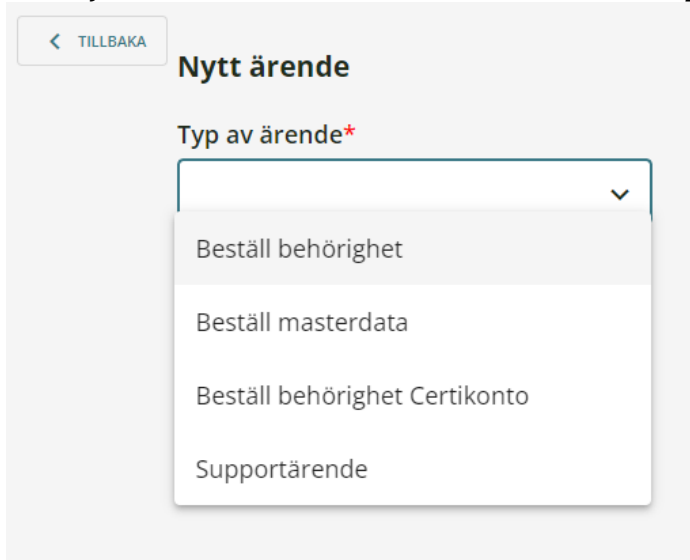 TILLBAKA
Nytt ärende
Typ av ärende*
Beställ behörighet
Beställ masterdata
Beställ behörighet Certikonto
Supportärende